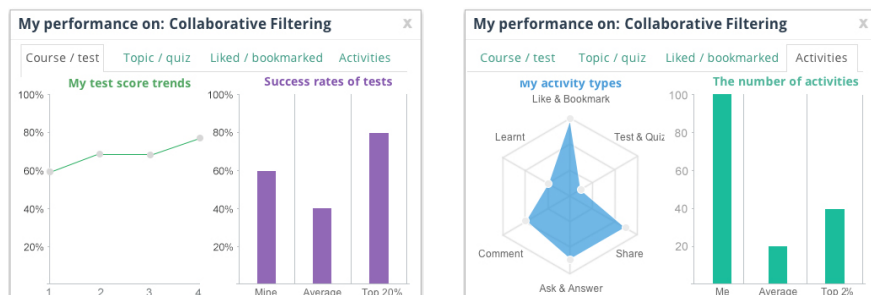 My performance on: Collaborative Filtering x
Course / test Topic / quiz Liked / bookmarked Activities
My test score trends
100%
80%
60%
40%
20%
1 2 3 4
Success rates of tests
100%
80%
60%
40%
20%
Mine Average Top 20%
My performance on: Collaborative Filtering x
Course / test Topic / quiz Liked / bookmarked Activities
My activity types
Like & Bookmark
Learnt Test & Quiz
Comment Share
Ask & Answer
The number of activities
100
80
60
40
20
Me Average Top 2%